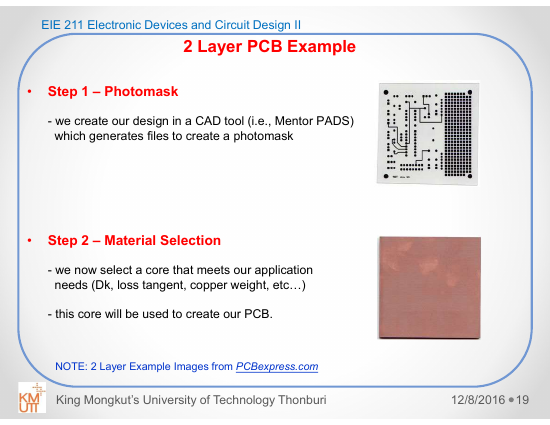 EIE 211 Electronic Devices and Circuit Design II
2 Layer PCB Example
• Step 1 – Photomask
- we create our design in a CAD tool (i.e., Mentor PADS)
which generates files to create a photomask
• Step 2 – Material Selection
- we now select a core that meets our application
needs (Dk, loss tangent, copper weight, etc…)
- this core will be used to create our PCB.
NOTE: 2 Layer Example Images from PCBexpress.com
KMUTT
King Mongkut's University of Technology Thonburi
12/8/2016 ●19